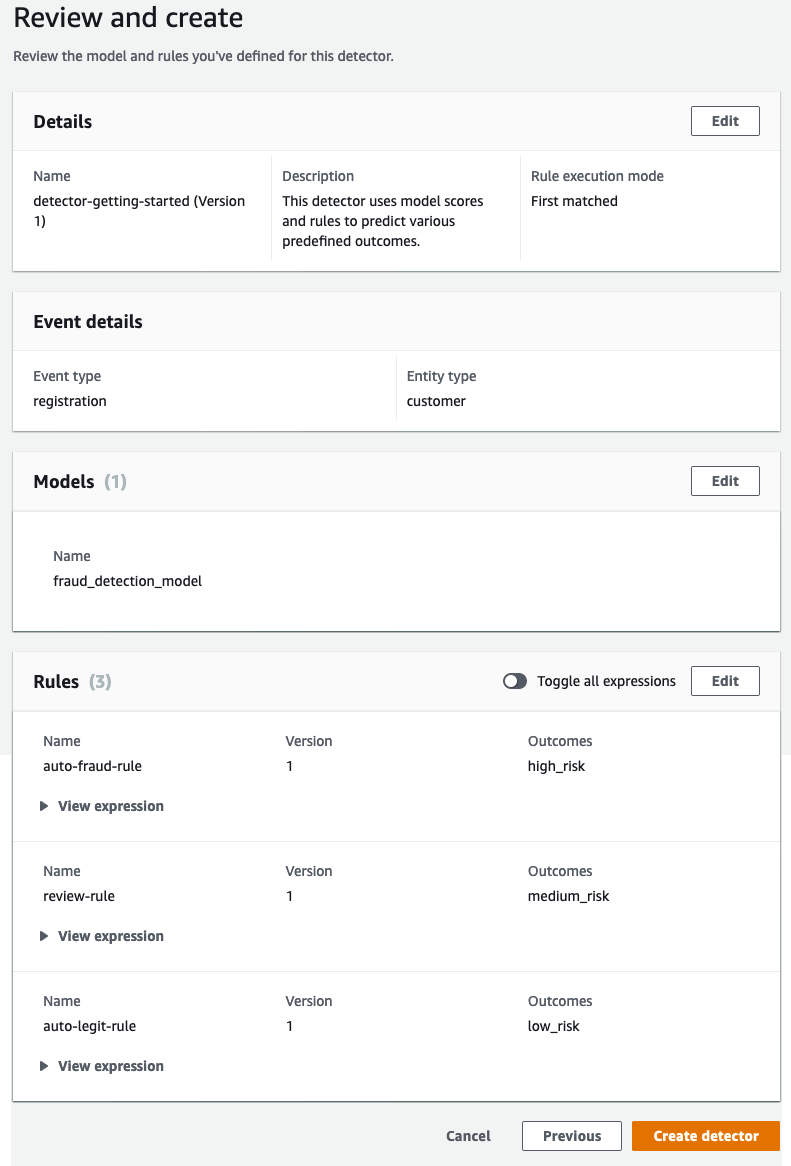 Review and create
Review the model and rules you've defined for this detector.
Details
Edit
Name
detector-getting-started (Version
1)
Description
This detector uses model scores
and rules to predict various
predefined outcomes.
Rule execution mode
First matched
Event details
Event type
registration
Entity type
customer
Models (1)
Edit
Name
fraud_detection_model
Rules (3)
Toggle all expressions
Edit
Name
auto-fraud-rule
Version
1
Outcomes
high_risk
View expression
Name
review-rule
Version
1
Outcomes
medium_risk
View expression
Name
auto-legit-rule
Version
1
Outcomes
low_risk
View expression
Cancel
Previous
Create detector